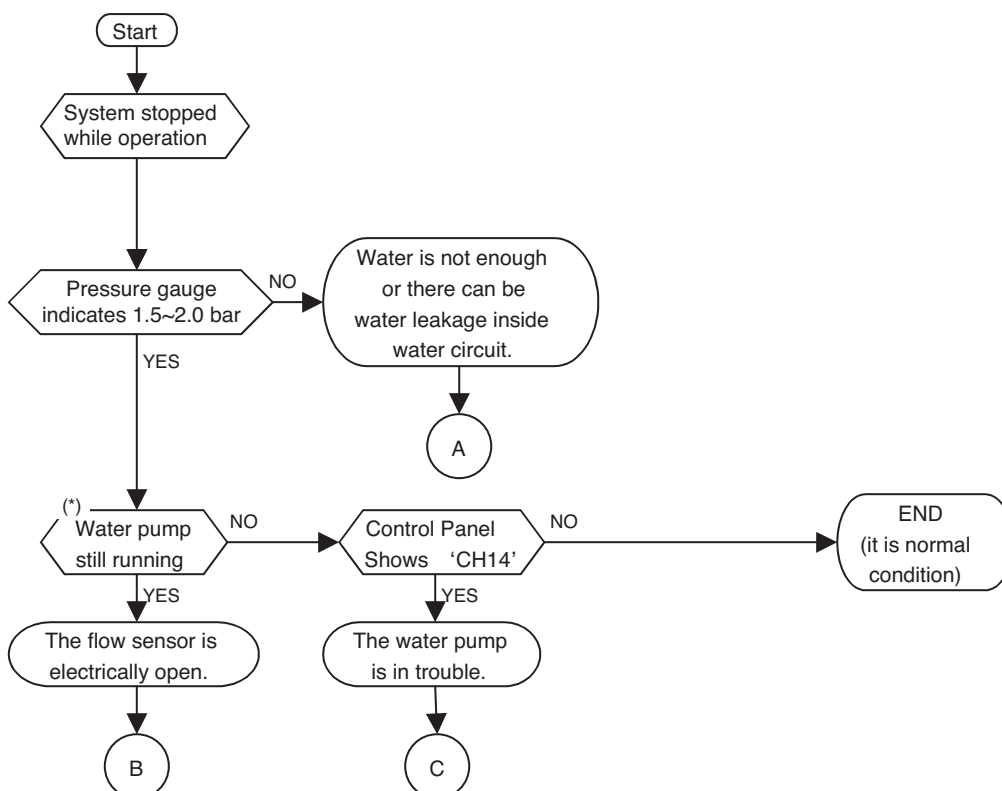 Start
System stopped
while operation
Pressure gauge
indicates 1.5~2.0 bar
NO
Water is not enough
or there can be
water leakage inside
water circuit.
YES
A
(*)
Water pump
still running
NO
Control Panel
Shows ‘CH14’
NO
END
(it is normal
condition)
YES
YES
The flow sensor is
electrically open.
The water pump
is in trouble.
B
C